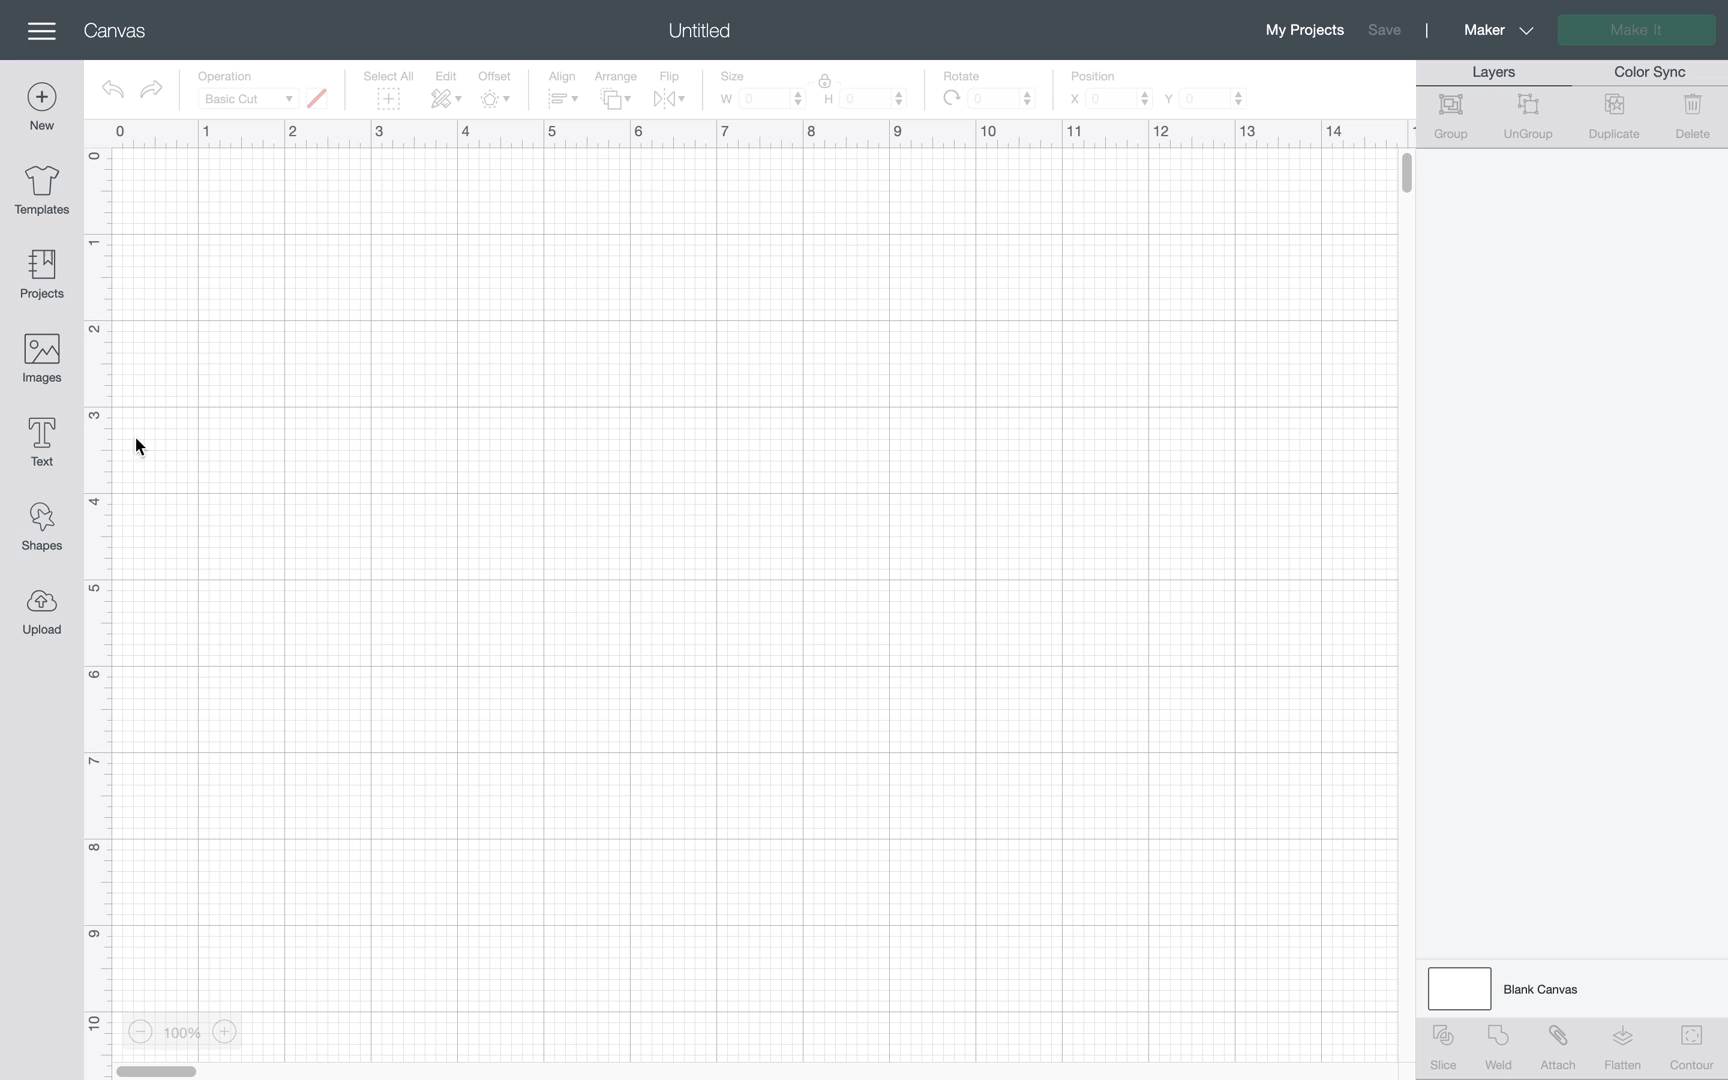 Canvas
Untitled
My Projects Save | Maker Make It
New
Templates
Projects
Images
Text
Shapes
Upload
Operation
Basic Cut
Select All
Edit
Offset
Align
Arrange
Flip
Size
W 0 H 0
Rotate
0
Position
X 0 Y 0
0 1 2 3 4 5 6 7 8 9 10 11 12 13 14
0
1
2
3
4
5
6
7
8
9
10
100%
Layers Color Sync
Group UnGroup Duplicate Delete
Blank Canvas
Slice Weld Attach Flatten Contour